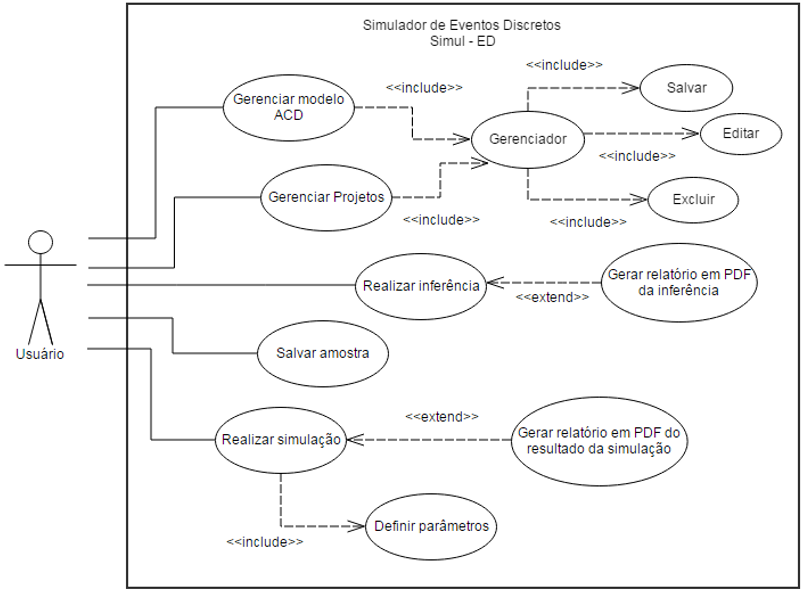 Simulador de Eventos Discretos
Simul - ED
<<include>>
Salvar
Gerenciar modelo
ACD
<<include>>
Gerenciador
Editar
<<include>>
Gerenciar Projetos
<<include>>
Excluir
<<include>>
Usuário
Realizar inferência
<<extend>>
Gerar relatório em PDF
da inferência
Salvar amostra
Realizar simulação
<<extend>>
Gerar relatório em PDF do
resultado da simulação
<<include>>
Definir parâmetros